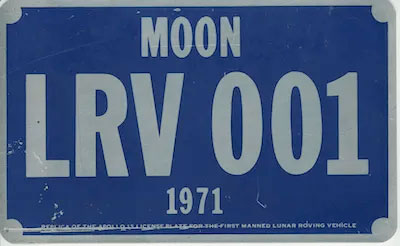 MOON
LRV 001
1971
REPLICA OF THE APOLLO 15 LICENSE PLATE FOR THE FIRST MANNED LUNAR ROVING VEHICLE